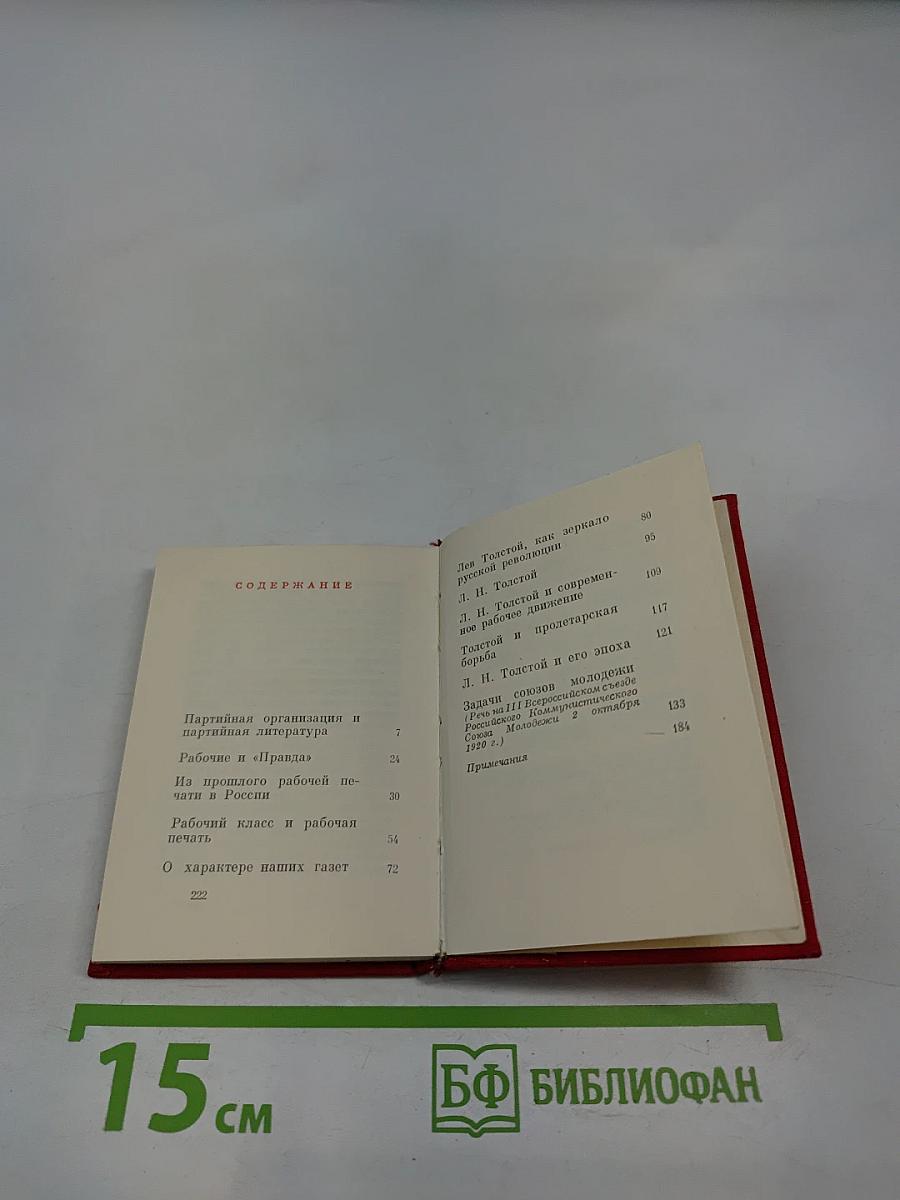 СОДЕРЖАНИЕ
Партийная организация и
партийная литература 7
Рабочие и «Правда» 24
Из прошлого рабочей пе-
чати в России 30
Рабочий класс и рабочая
печать 54
О характере наших газет 72
222
Лев Толстой, как зеркало
русской революции 80
Л. Н. Толстой 95
Л. Н. Толстой и современ-
ное рабочее движение 109
Толстой и пролетарская
борьба 117
Л. Н. Толстой и его эпоха 121
Задачи союзов молодежи
(Речь на III Всероссийском съезде
Российского Коммунистического
Союза Молодежи 2 октября
1920 г.) 133
Примечания — 184
15 см
БФ БИБЛИОФАН